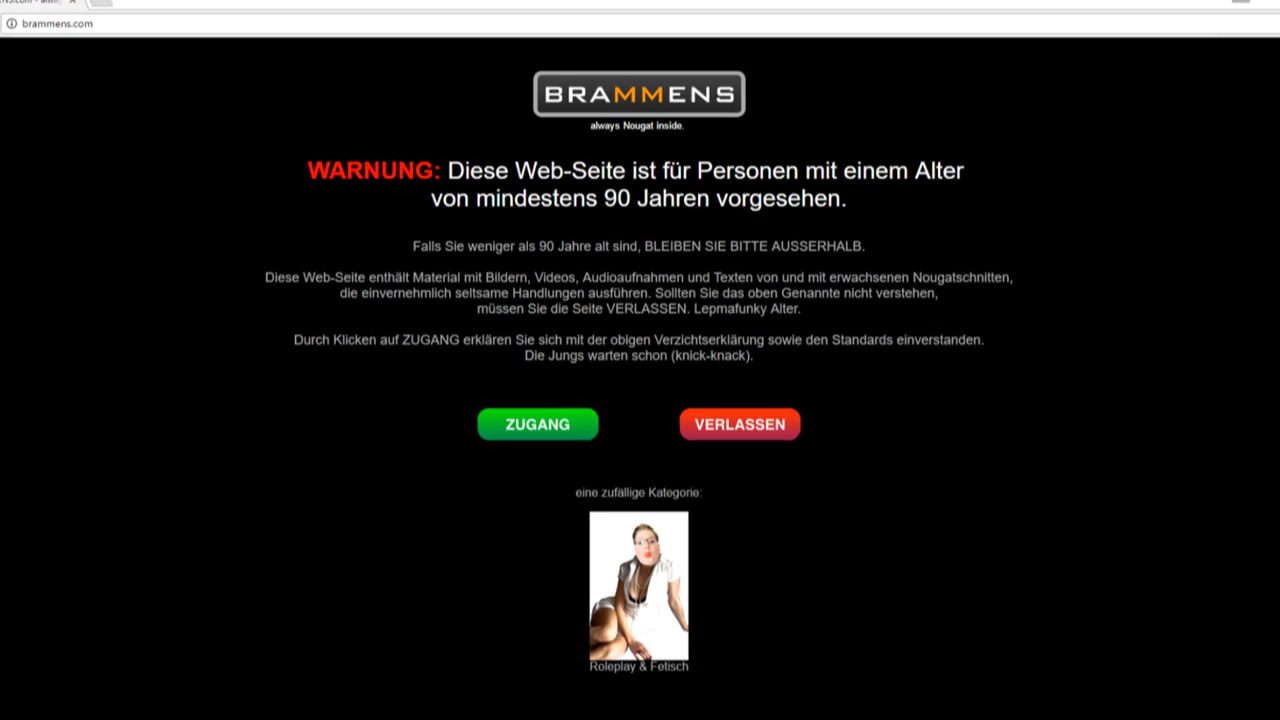 brammens.com
BRAMMENS
always Nougat inside.
WARNUNG: Diese Web-Seite ist für Personen mit einem Alter
von mindestens 90 Jahren vorgesehen.
Falls Sie weniger als 90 Jahre alt sind, BLEIBEN SIE BITTE AUSSERHALB.
Diese Web-Seite enthält Material mit Bildern, Videos, Audioaufnahmen und Texten von und mit erwachsenen Nougatschnitten,
die einvernehmlich seltsame Handlungen ausführen. Sollten Sie das oben Genannte nicht verstehen,
müssen Sie die Seite VERLASSEN. Lepmafunky Alter.
Durch Klicken auf ZUGANG erklären Sie sich mit der obigen Verzichtserklärung sowie den Standards einverstanden.
Die Jungs warten schon (knick-knack).
ZUGANG VERLASSEN
eine zufällige Kategorie:
Roleplay & Fetisch